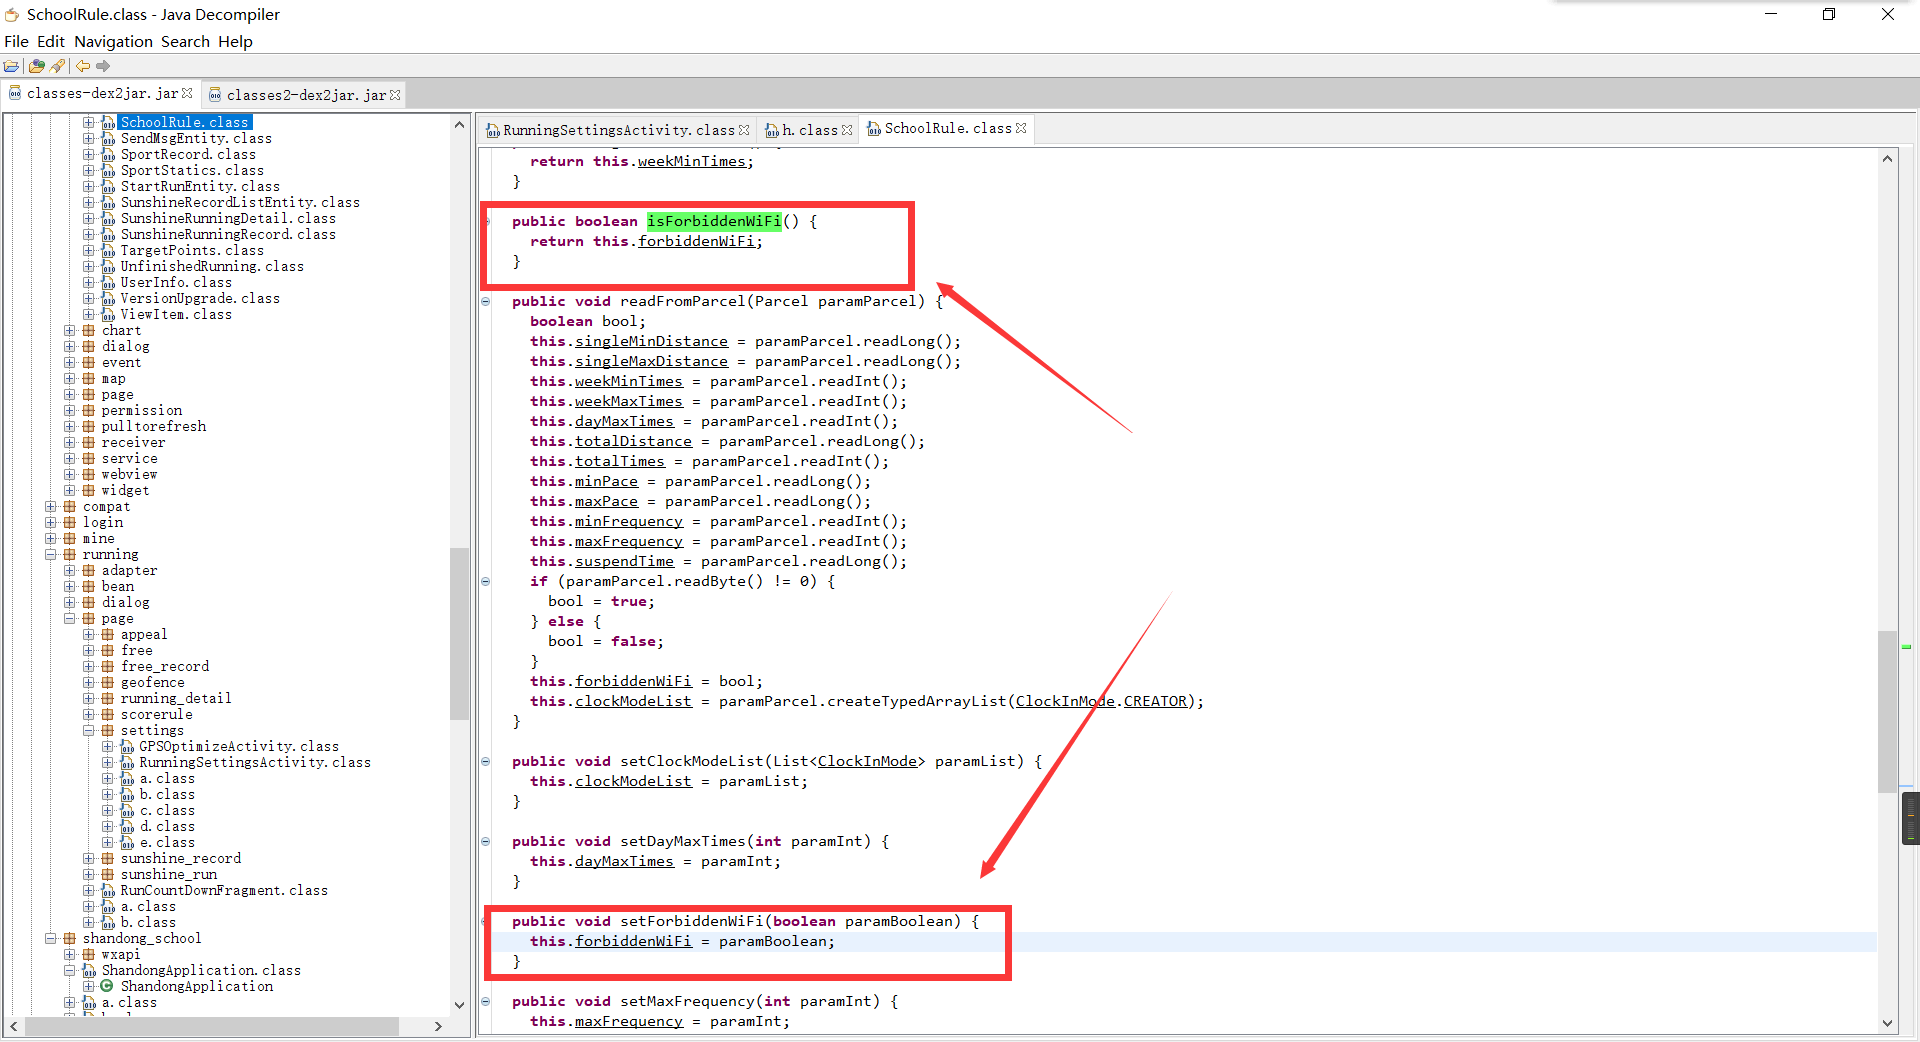 SchoolRule.class - Java Decompiler
File Edit Navigation Search Help
classes-dex2jar.jar
classes2-dex2jar.jar
SchoolRule.class
SendMsgEntity.class
SportRecord.class
SportStatics.class
StartRunEntity.class
SunshineRecordListEntity.class
SunshineRunningDetail.class
SunshineRunningRecord.class
TargetPoints.class
UnfinishedRunning.class
UserInfo.class
VersionUpgrade.class
ViewItem.class
chart
dialog
event
map
page
permission
pulltorefresh
receiver
service
webview
widget
compat
login
mine
running
adapter
bean
dialog
page
appeal
free
free_record
geofence
running_detail
scorerule
settings
GPSOptimizeActivity.class
RunningSettingsActivity.class
a.class
b.class
c.class
d.class
e.class
sunshine_record
sunshine_run
RunCountDownFragment.class
a.class
b.class
shandong_school
wxapi
ShandongApplication.class
ShandongApplication
a.class
RunningSettingsActivity.class
h.class
SchoolRule.class
return this.weekMinTimes;
}
public boolean isForbiddenWiFi() {
return this.forbiddenWiFi;
}
public void readFromParcel(Parcel paramParcel) {
boolean bool;
this.singleMinDistance = paramParcel.readLong();
this.singleMaxDistance = paramParcel.readLong();
this.weekMinTimes = paramParcel.readInt();
this.weekMaxTimes = paramParcel.readInt();
this.dayMaxTimes = paramParcel.readInt();
this.totalDistance = paramParcel.readLong();
this.totalTimes = paramParcel.readInt();
this.minPace = paramParcel.readLong();
this.maxPace = paramParcel.readLong();
this.minFrequency = paramParcel.readInt();
this.maxFrequency = paramParcel.readInt();
this.suspendTime = paramParcel.readLong();
if (paramParcel.readByte() != 0) {
bool = true;
} else {
bool = false;
}
this.forbiddenWiFi = bool;
this.clockModeList = paramParcel.createTypedArrayList(ClockInMode.CREATOR);
}
public void setClockModeList(List<ClockInMode> paramList) {
this.clockModeList = paramList;
}
public void setDayMaxTimes(int paramInt) {
this.dayMaxTimes = paramInt;
}
public void setForbiddenWiFi(boolean paramBoolean) {
this.forbiddenWiFi = paramBoolean;
}
public void setMaxFrequency(int paramInt) {
this.maxFrequency = paramInt;